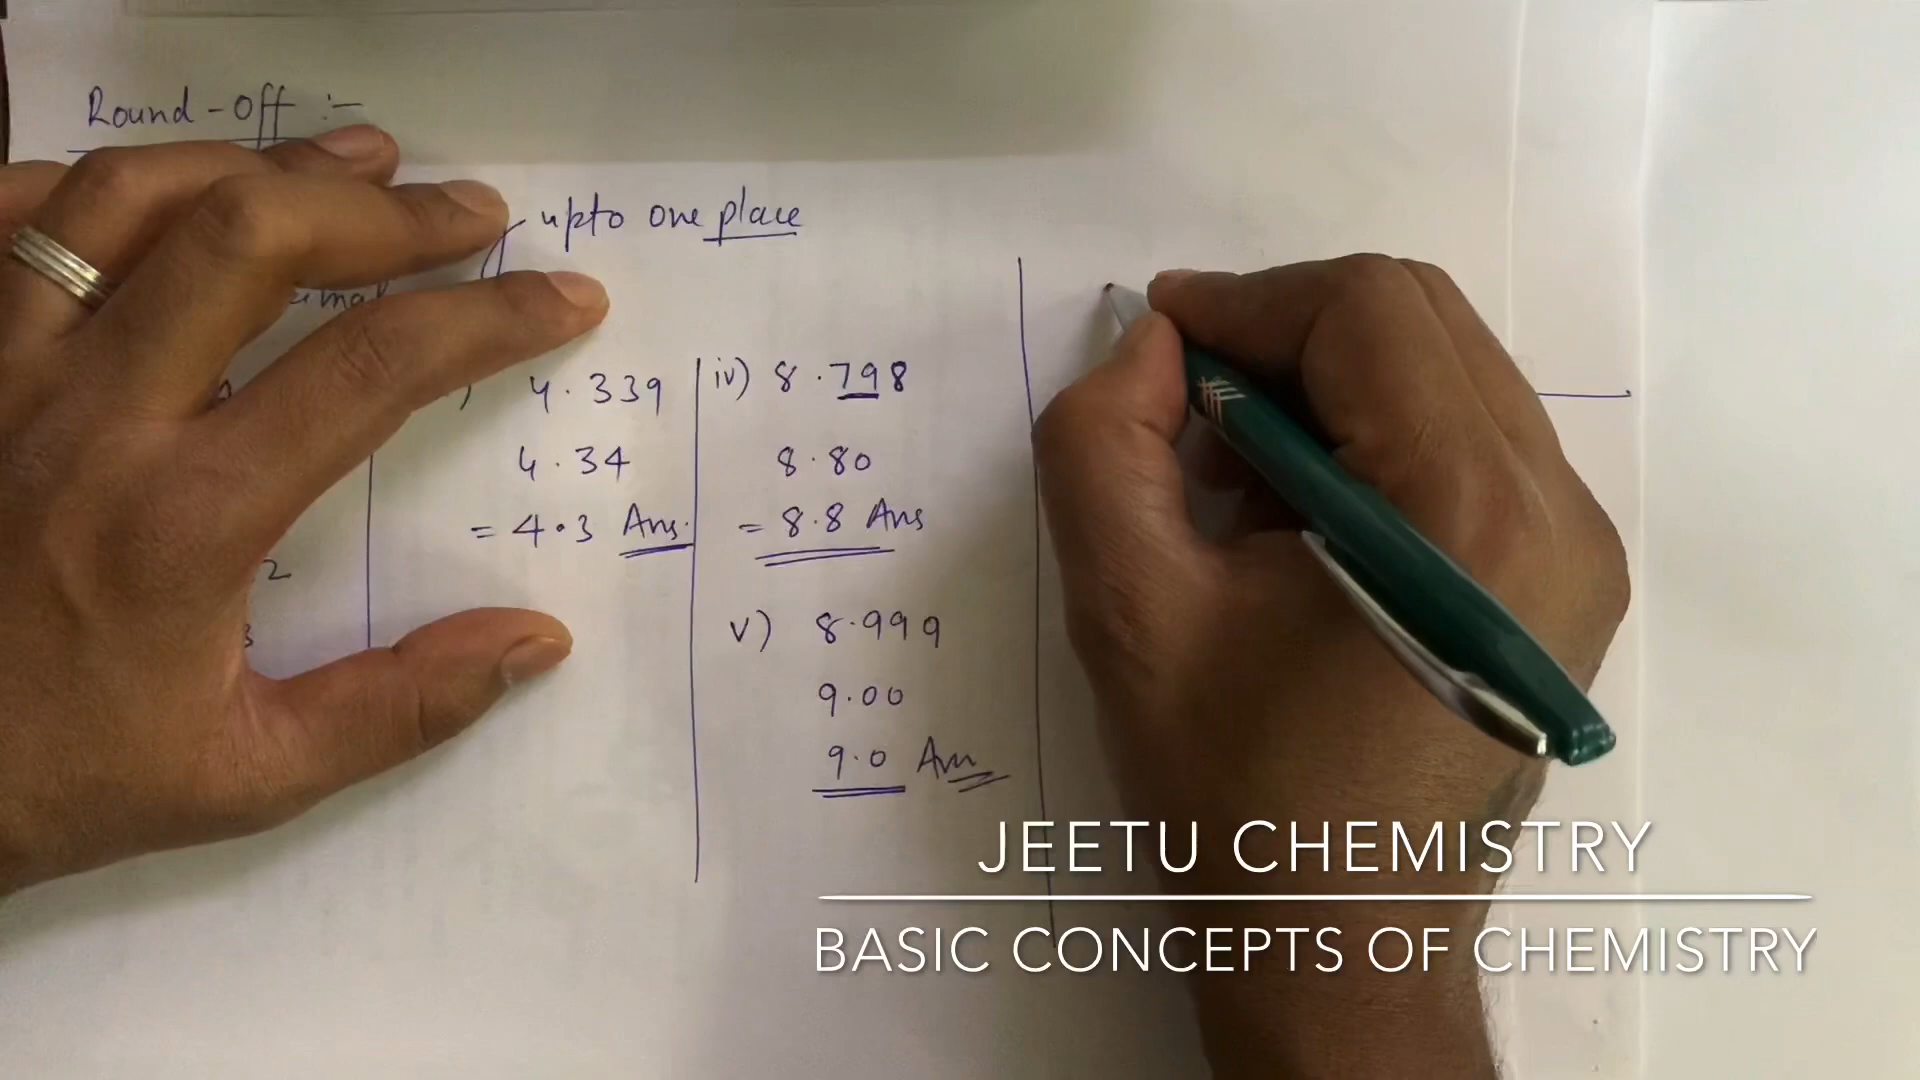 Round-off :-
upto one place
4.339
4.34
= 4.3 Ans.
iv) 8.798
8.80
= 8.8 Ans
v) 8.999
9.00
9.0 Ans
JEETU CHEMISTRY
BASIC CONCEPTS OF CHEMISTRY